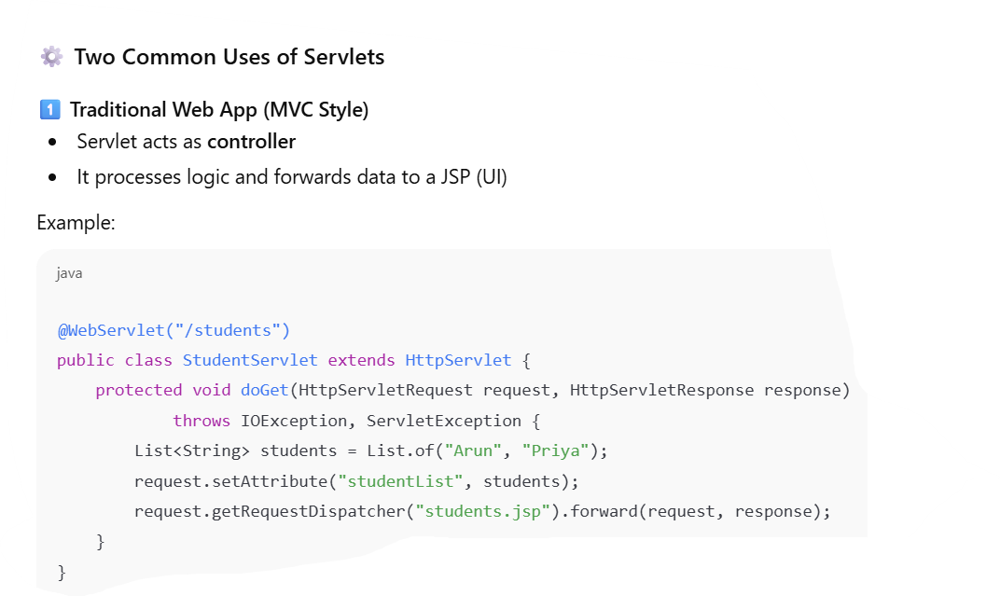 ⚙️ Two Common Uses of Servlets
1️⃣ Traditional Web App (MVC Style)
• Servlet acts as controller
• It processes logic and forwards data to a JSP (UI)
Example:
java
@WebServlet("/students")
public class StudentServlet extends HttpServlet {
    protected void doGet(HttpServletRequest request, HttpServletResponse response)
            throws IOException, ServletException {
        List<String> students = List.of("Arun", "Priya");
        request.setAttribute("studentList", students);
        request.getRequestDispatcher("students.jsp").forward(request, response);
    }
}